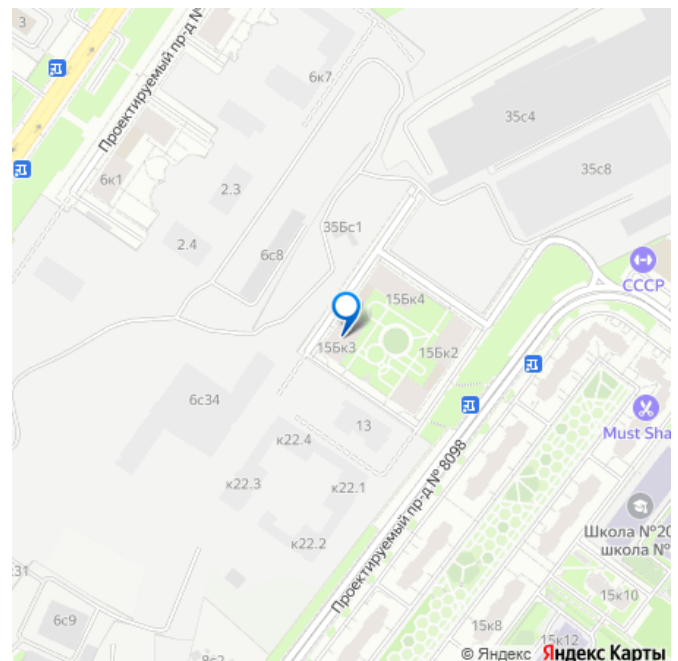 3
Проектируемый пр-д №
6к7
35с4
35с8
6к1
2.3
2.4
6с8
35Бс1
СССР
15Бк4
15Бк3
15Бк2
6с34
13
к22.4
к22.3
к22.1
к22.2
Must Sha
Проектируемый пр-д № 8098
Школа №20
школа №
31
6с9
8с2
15к8
15к10
15к12
© Яндекс Яндекс Карты